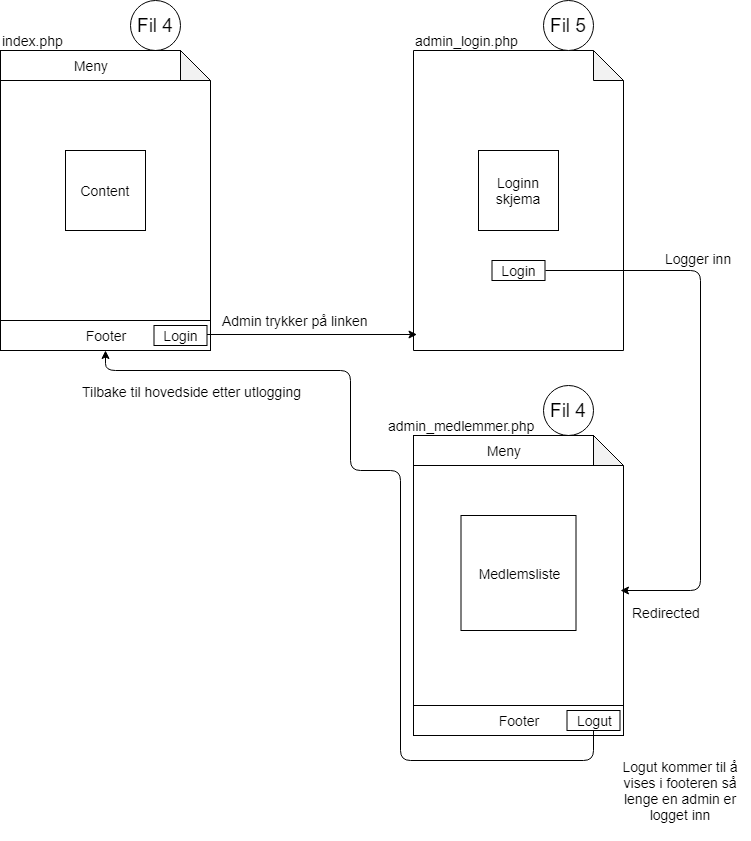 Fil 4
index.php
Meny
Content
Footer
Login
Admin trykker på linken
Fil 5
admin_login.php
Loginn
skjema
Login
Logger inn
Tilbake til hovedside etter utlogging
Fil 4
admin_medlemmer.php
Meny
Medlemsliste
Redirected
Footer
Logut
Logut kommer til å
vises i footeren så
lenge en admin er
logget inn